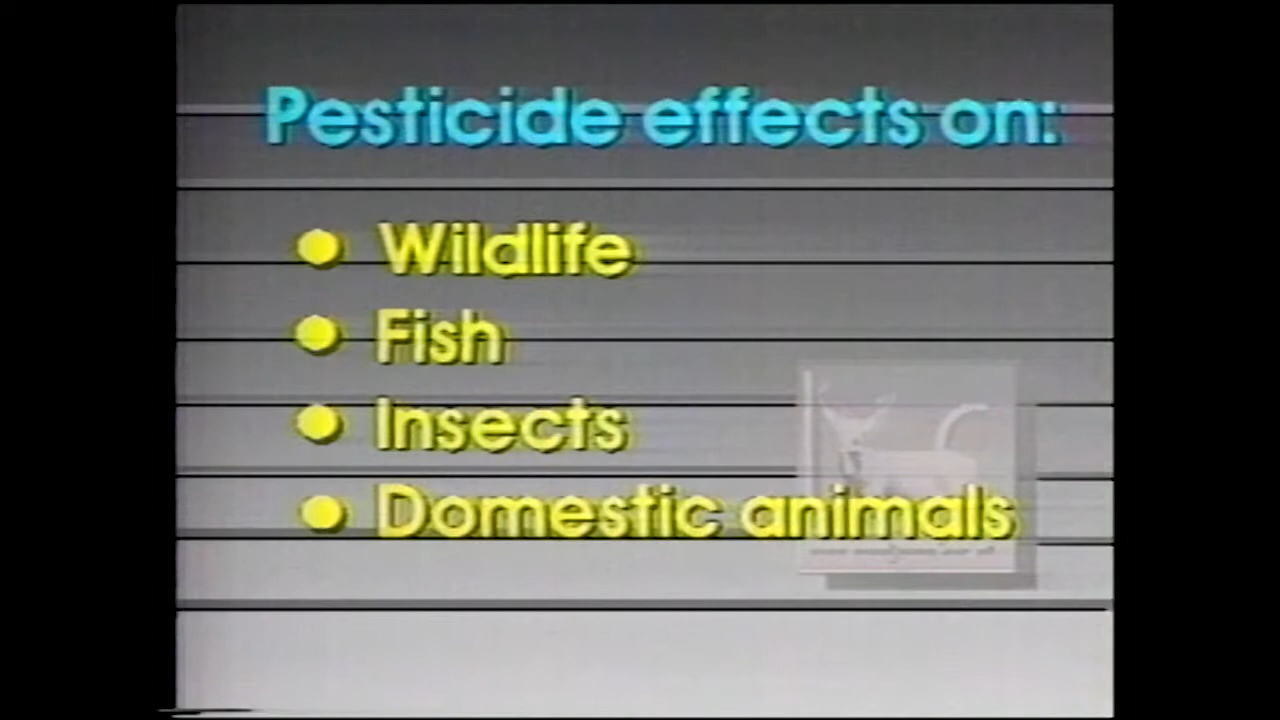 Pesticide effects on:
• Wildlife
• Fish
• Insects
• Domestic animals